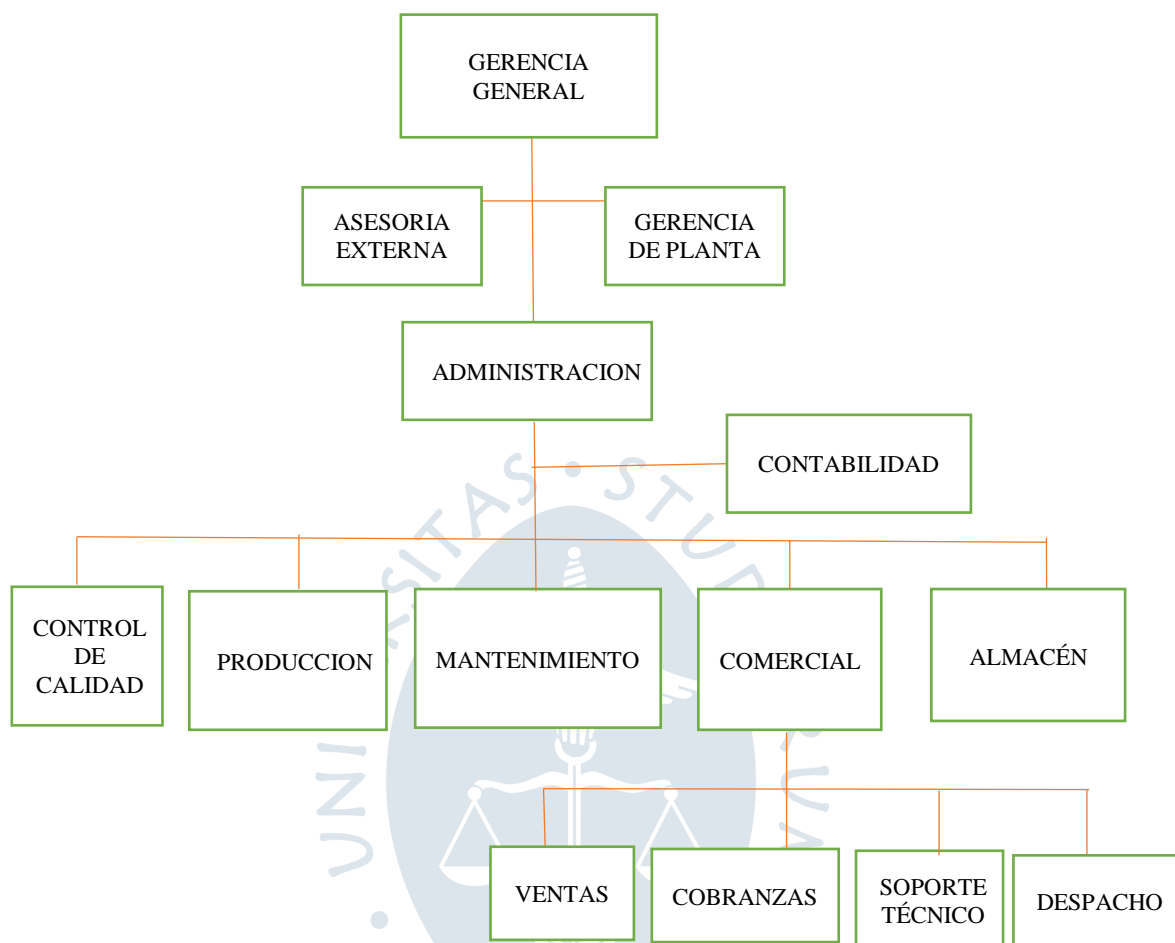 GERENCIA
GENERAL
ASESORIA
EXTERNA
GERENCIA
DE PLANTA
ADMINISTRACION
CONTABILIDAD
CONTROL
DE
CALIDAD
PRODUCCION
MANTENIMIENTO
COMERCIAL
ALMACÉN
VENTAS
COBRANZAS
SOPORTE
TÉCNICO
DESPACHO